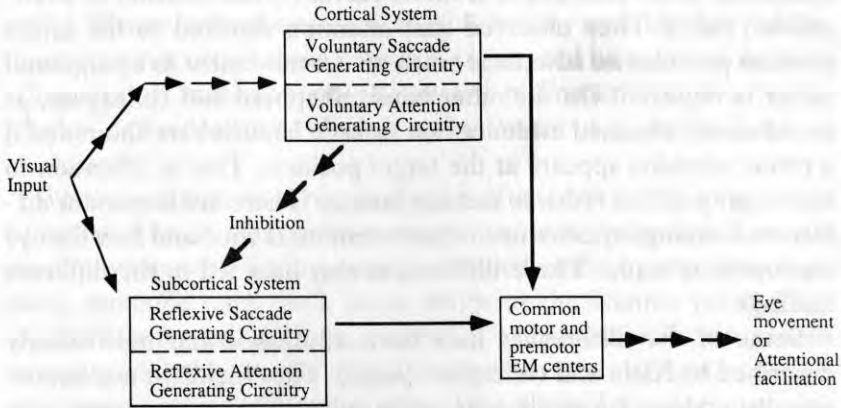 Cortical System
Voluntary Saccade
Generating Circuitry
Voluntary Attention
Generating Circuitry
Visual
Input
Inhibition
Subcortical System
Reflexive Saccade
Generating Circuitry
Reflexive Attention
Generating Circuitry
Common
motor and
premotor
EM centers
Eye
movement
or
Attentional
facilitation